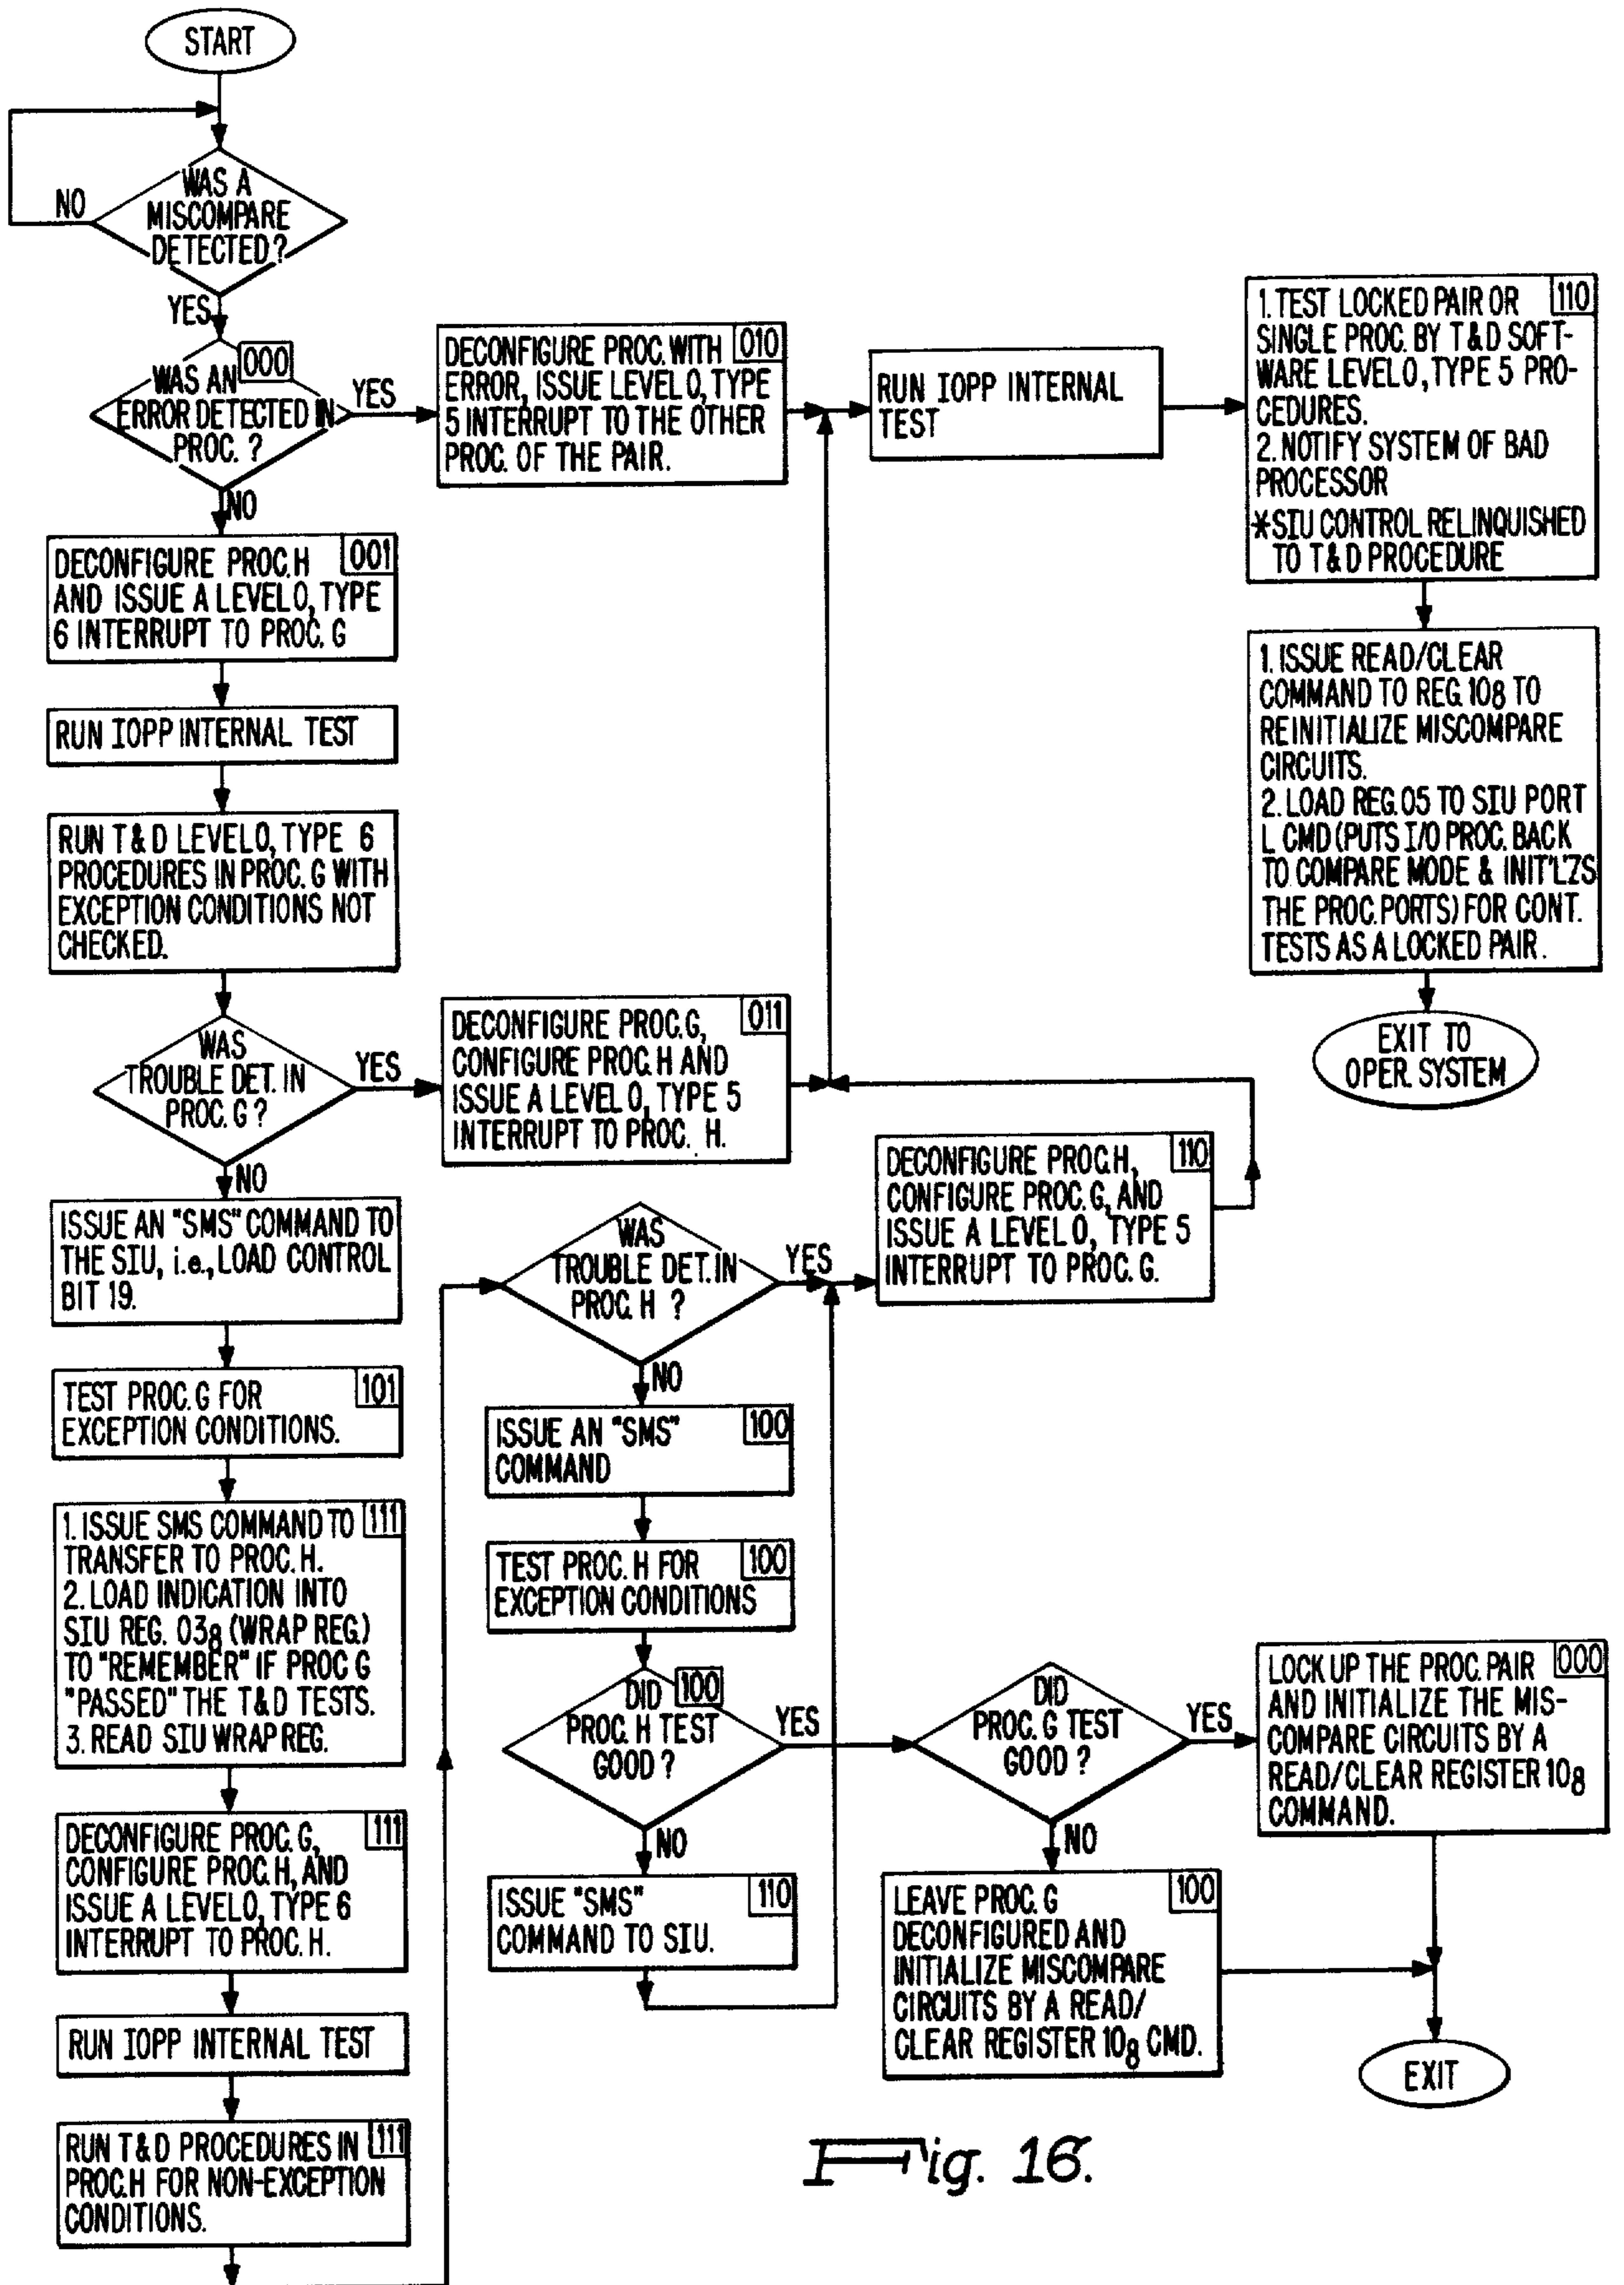 START
NO
WAS A
MISCOMPARE
DETECTED?
YES
000
WAS AN
ERROR DETECTED IN
PROC. ?
YES
NO
010
DECONFIGURE PROC. WITH
ERROR, ISSUE LEVEL 0, TYPE
5 INTERRUPT TO THE OTHER
PROC. OF THE PAIR.
RUN IOPP INTERNAL
TEST
110
1. TEST LOCKED PAIR OR
SINGLE PROC. BY T&D SOFT-
WARE LEVEL 0, TYPE 5 PRO-
CEDURES.
2. NOTIFY SYSTEM OF BAD
PROCESSOR
*SIU CONTROL RELINQUISHED
TO T&D PROCEDURE
1. ISSUE READ/CLEAR
COMMAND TO REG. 10₈ TO
REINITIALIZE MISCOMPARE
CIRCUITS.
2. LOAD REG. 05 TO SIU PORT
L CMD (PUTS I/O PROC. BACK
TO COMPARE MODE & INIT'L'ZS
THE PROC. PORTS) FOR CONT.
TESTS AS A LOCKED PAIR.
EXIT TO
OPER. SYSTEM
001
DECONFIGURE PROC. H
AND ISSUE A LEVEL 0, TYPE
6 INTERRUPT TO PROC. G
RUN IOPP INTERNAL TEST
RUN T&D LEVEL 0, TYPE 6
PROCEDURES IN PROC. G WITH
EXCEPTION CONDITIONS NOT
CHECKED.
WAS
TROUBLE DET. IN
PROC. G ?
YES
NO
011
DECONFIGURE PROC. G,
CONFIGURE PROC. H AND
ISSUE A LEVEL 0, TYPE 5
INTERRUPT TO PROC. H.
110
DECONFIGURE PROC. H,
CONFIGURE PROC. G, AND
ISSUE A LEVEL 0, TYPE 5
INTERRUPT TO PROC. G.
ISSUE AN "SMS" COMMAND TO
THE SIU, i.e., LOAD CONTROL
BIT 19.
101
TEST PROC. G FOR
EXCEPTION CONDITIONS.
111
1. ISSUE SMS COMMAND TO
TRANSFER TO PROC. H.
2. LOAD INDICATION INTO
SIU REG. 03₈ (WRAP REG.)
TO "REMEMBER" IF PROC G
"PASSED" THE T&D TESTS.
3. READ SIU WRAP REG.
111
DECONFIGURE PROC. G,
CONFIGURE PROC. H, AND
ISSUE A LEVEL 0, TYPE 6
INTERRUPT TO PROC. H.
RUN IOPP INTERNAL TEST
111
RUN T&D PROCEDURES IN
PROC. H FOR NON-EXCEPTION
CONDITIONS.
WAS
TROUBLE DET. IN
PROC. H ?
YES
NO
100
ISSUE AN "SMS"
COMMAND
100
TEST PROC. H FOR
EXCEPTION CONDITIONS
100
DID
PROC. H TEST
GOOD ?
YES
NO
110
ISSUE "SMS"
COMMAND TO SIU.
DID
PROC. G TEST
GOOD ?
YES
NO
000
LOCK UP THE PROC. PAIR
AND INITIALIZE THE MIS-
COMPARE CIRCUITS BY A
READ/CLEAR REGISTER 10₈
COMMAND.
100
LEAVE PROC. G
DECONFIGURED AND
INITIALIZE MISCOMPARE
CIRCUITS BY A READ/
CLEAR REGISTER 10₈ CMD.
EXIT
Fig. 16.